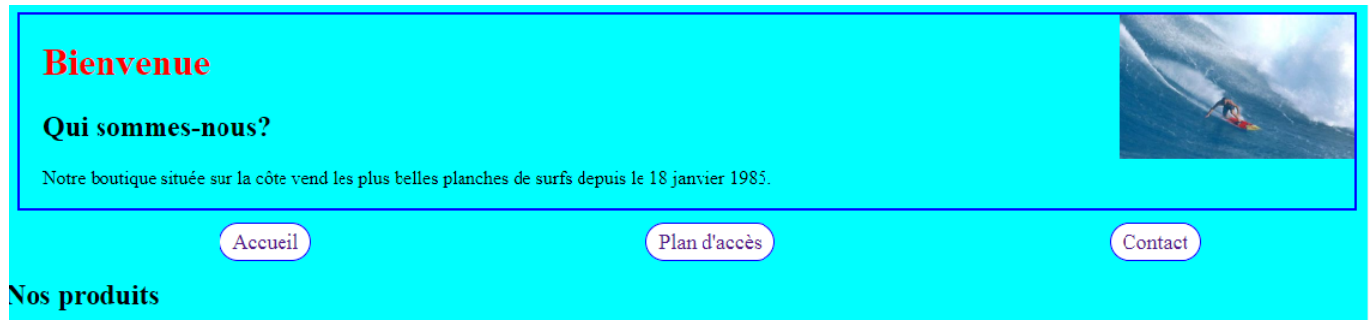 Bienvenue
Qui sommes-nous?
Notre boutique située sur la côte vend les plus belles planches de surfs depuis le 18 janvier 1985.
Accueil Plan d'accès Contact
Nos produits